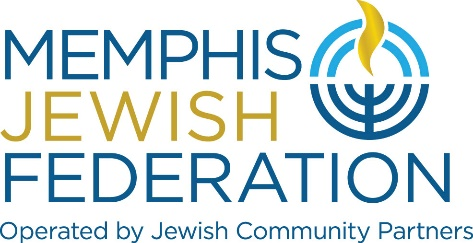 MEMPHIS
JEWISH
FEDERATION
Operated by Jewish Community Partners